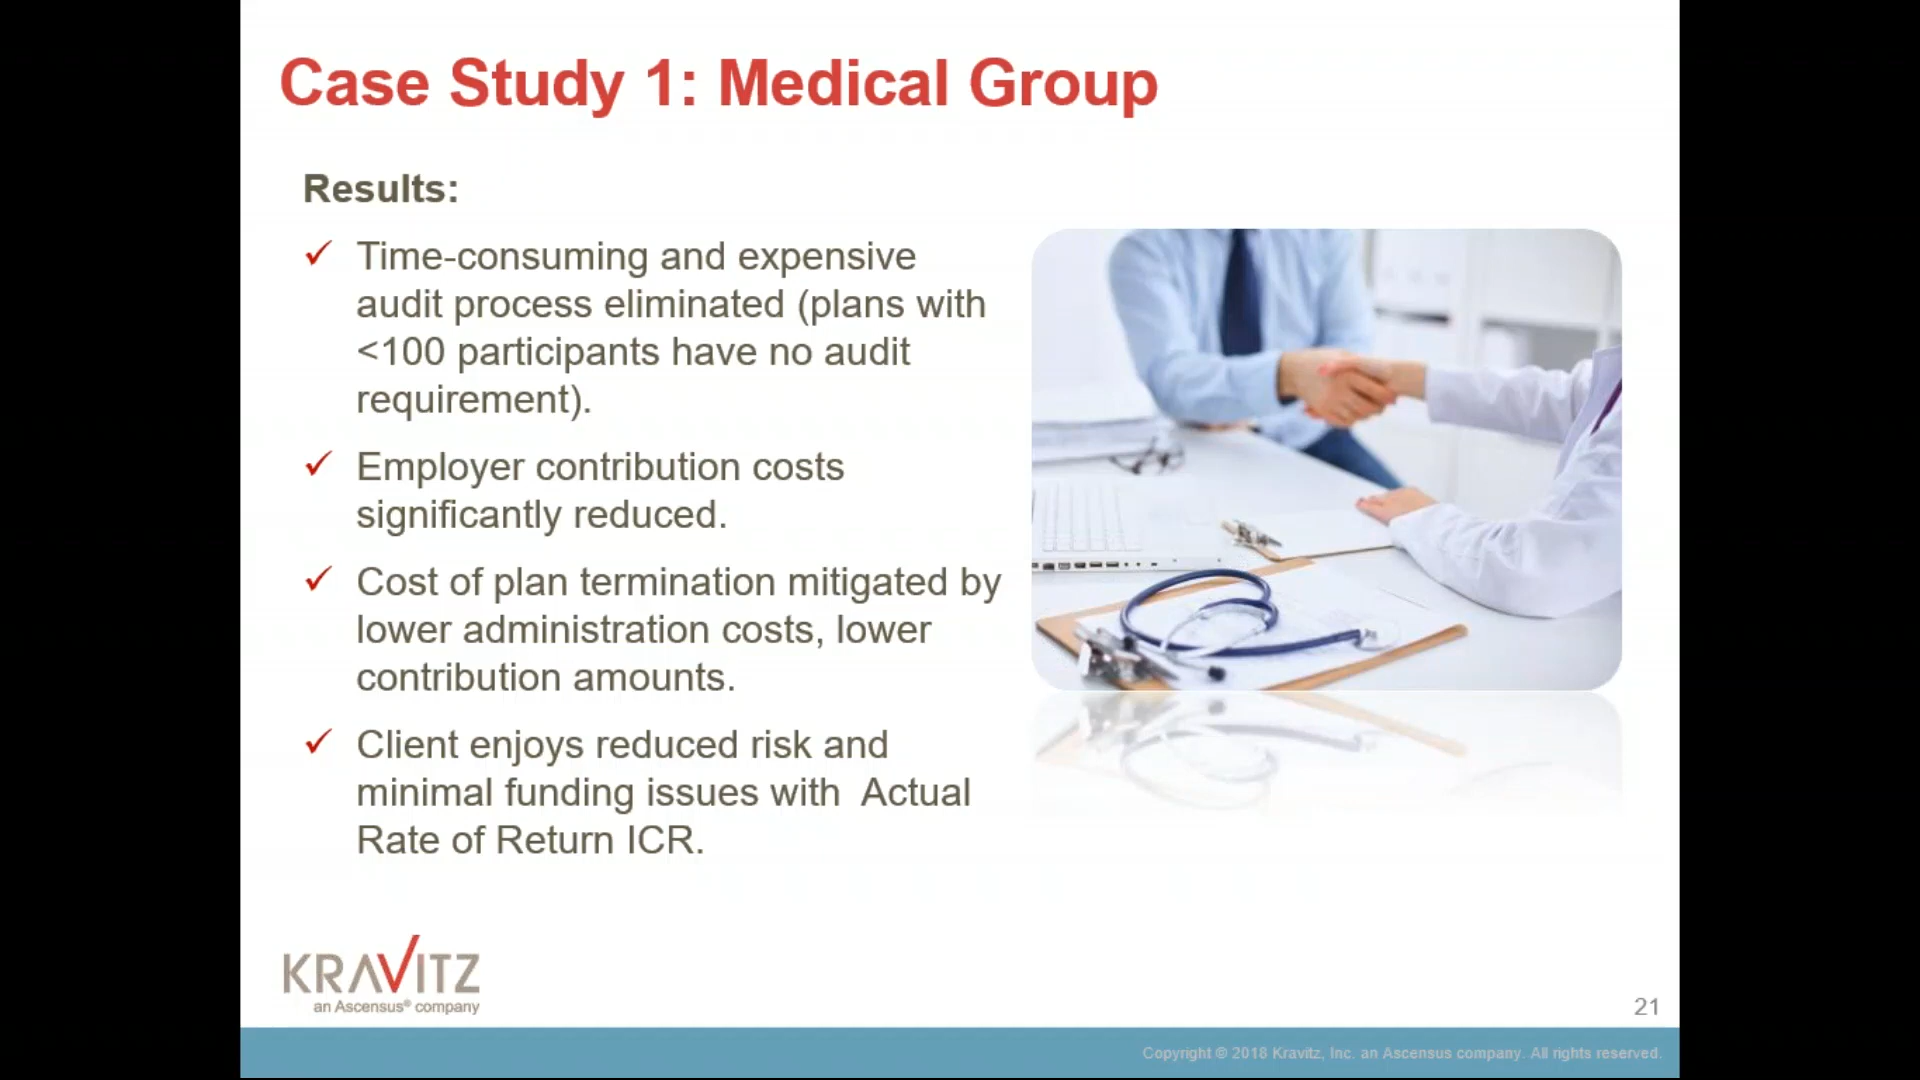 Case Study 1: Medical Group
Results:
✓ Time-consuming and expensive
audit process eliminated (plans with
<100 participants have no audit
requirement).
✓ Employer contribution costs
significantly reduced.
✓ Cost of plan termination mitigated by
lower administration costs, lower
contribution amounts.
✓ Client enjoys reduced risk and
minimal funding issues with  Actual
Rate of Return ICR.
KRAVITZ
an Ascensus® company
21
Copyright © 2018 Kravitz, Inc. an Ascensus company. All rights reserved.